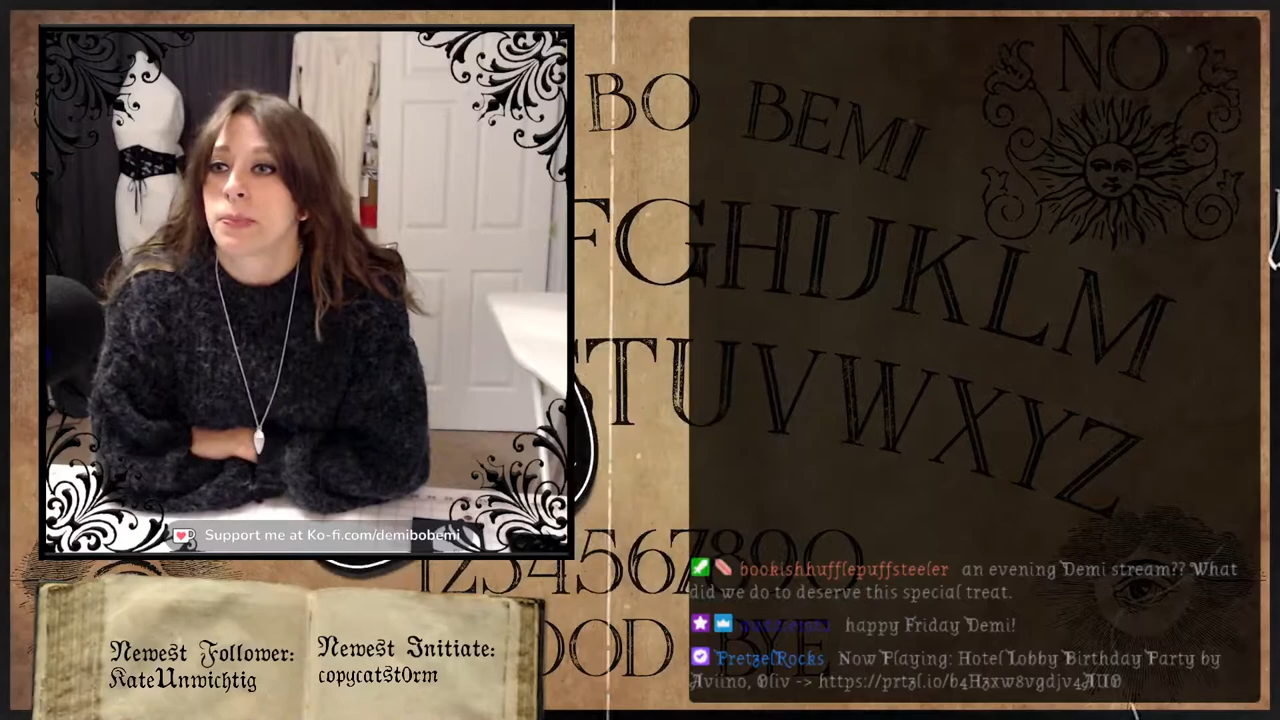 BO BEMI
NO
FGHIJKLM
STUVWXYZ
1234567890
OOD BYE
Support me at Ko-fi.com/demibobemi
Newest Follower:
KateUnwichtig
Newest Initiate:
copycatst0rm
bookishhufflepuffsteeler an evening Demi stream?? What
did we do to deserve this special treat.
happy Friday Demi!
PretzelRocks Now Playing: Hotel Lobby Birthday Party by
Aviino, Oliv -> https://prtzl.io/b4H3xw8vgdjv4AU0